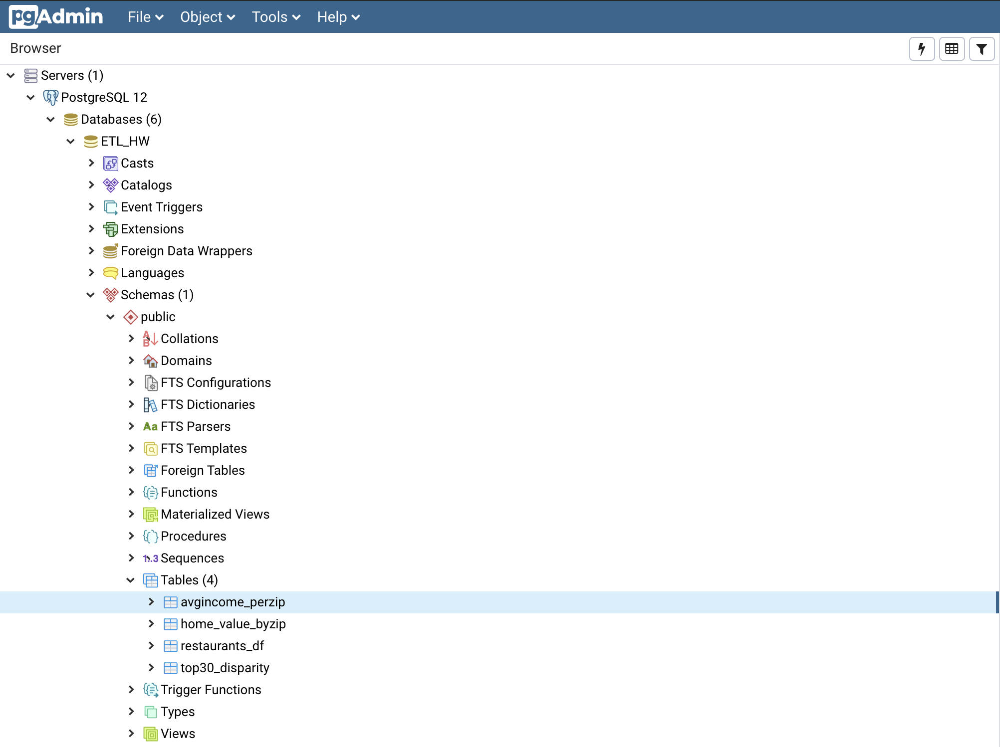 pgAdmin File Object Tools Help
Browser
Servers (1)
PostgreSQL 12
Databases (6)
ETL_HW
Casts
Catalogs
Event Triggers
Extensions
Foreign Data Wrappers
Languages
Schemas (1)
public
Collations
Domains
FTS Configurations
FTS Dictionaries
Aa FTS Parsers
FTS Templates
Foreign Tables
Functions
Materialized Views
Procedures
1..3 Sequences
Tables (4)
avgincome_perzip
home_value_byzip
restaurants_df
top30_disparity
Trigger Functions
Types
Views